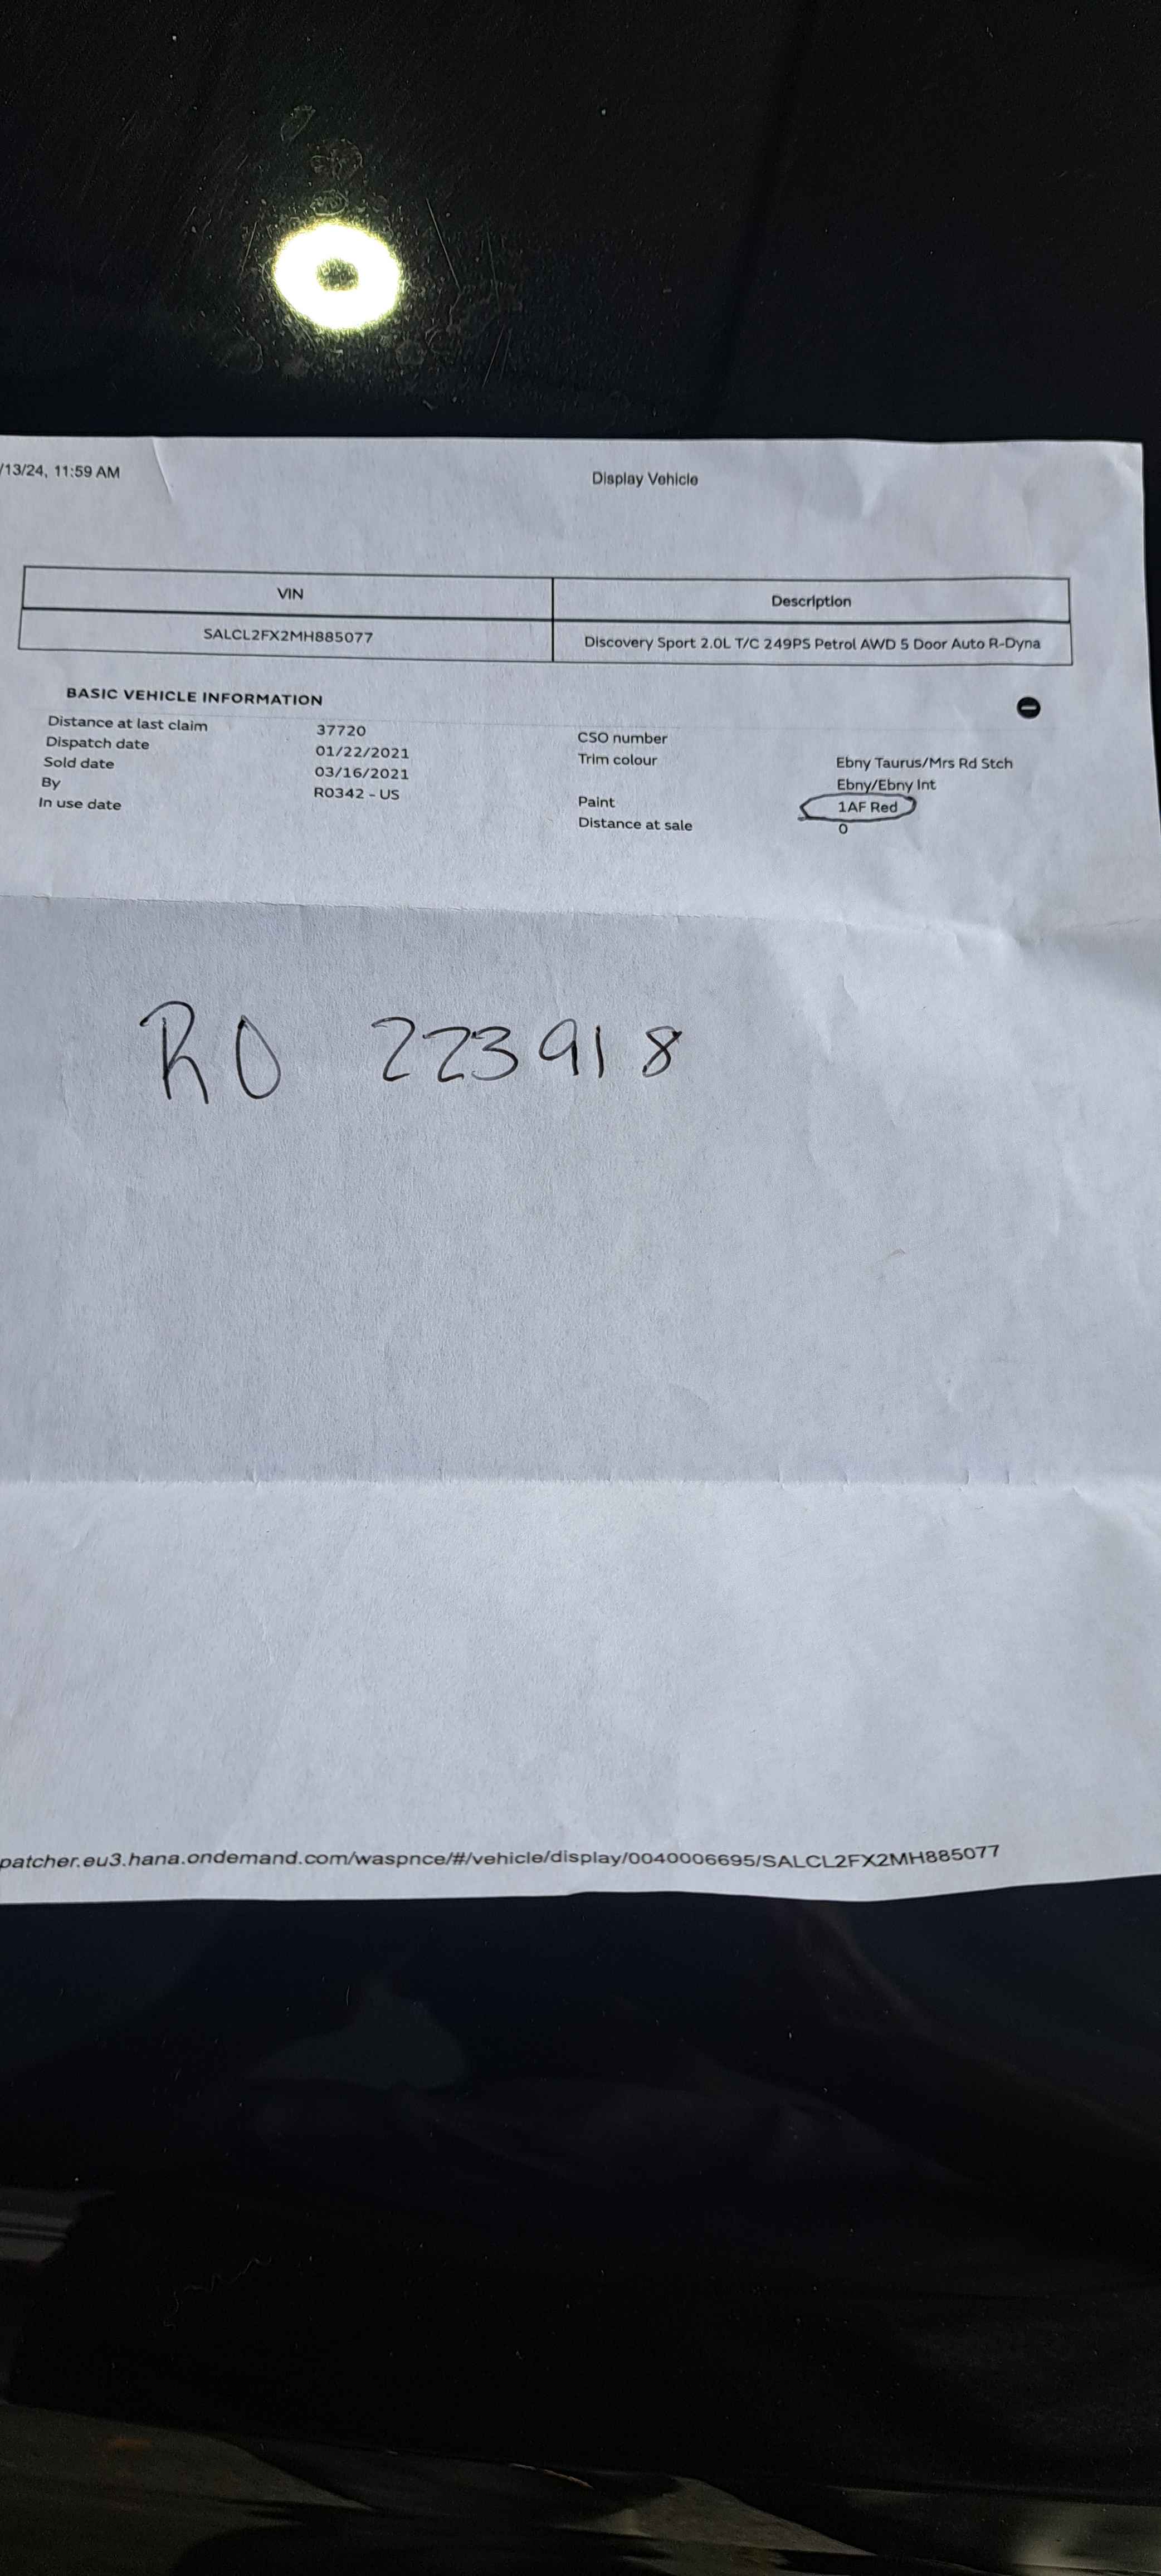 /13/24, 11:59 AM
Display Vehicle
VIN
Description
SALCL2FX2MH885077
Discovery Sport 2.0L T/C 249PS Petrol AWD 5 Door Auto R-Dyna
BASIC VEHICLE INFORMATION
Distance at last claim 37720
Dispatch date 01/22/2021
Sold date 03/16/2021
By R0342 - US
In use date
CSO number
Trim colour Ebny Taurus/Mrs Rd Stch
Ebny/Ebny Int
Paint 1AF Red
Distance at sale 0
RO 223918
patcher.eu3.hana.ondemand.com/waspnce/#/vehicle/display/0040006695/SALCL2FX2MH885077